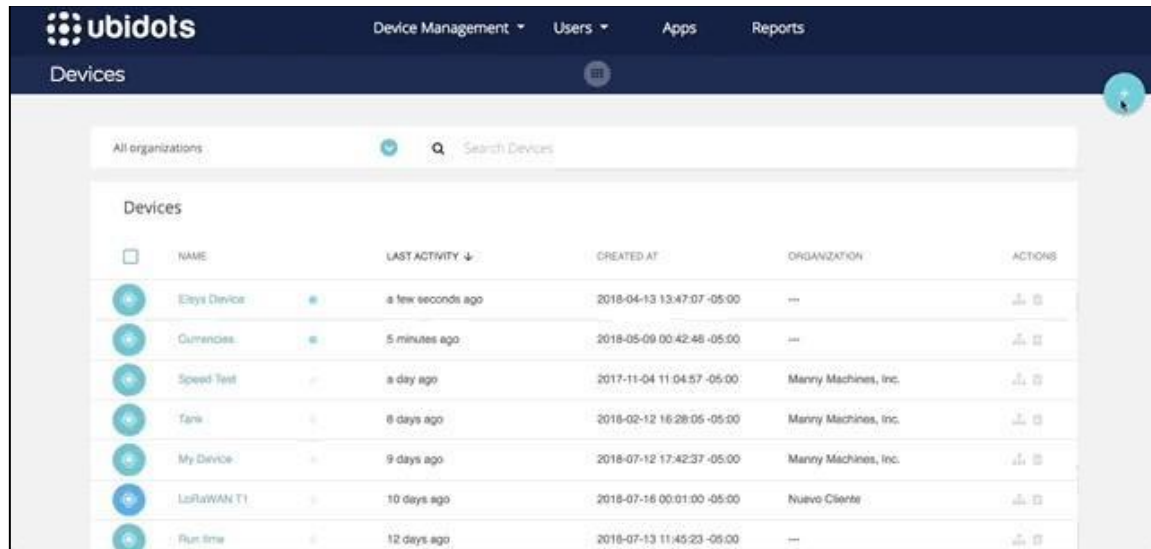 ubidots Device Management Users Apps Reports
Devices
All organizations Search Devices
Devices
NAME LAST ACTIVITY CREATED AT ORGANIZATION ACTIONS
Elsys Device a few seconds ago 2018-04-13 13:47:07 -05:00 ---
Currencies 5 minutes ago 2018-05-09 00:42:46 -05:00 ---
Speed Test a day ago 2017-11-04 11:04:57 -05:00 Manny Machines, Inc.
Tank 8 days ago 2018-02-12 16:28:05 -05:00 Manny Machines, Inc.
My Device 9 days ago 2018-07-12 17:42:37 -05:00 Manny Machines, Inc.
LoRaWAN T1 10 days ago 2018-07-16 00:01:00 -05:00 Nuevo Cliente
Run time 12 days ago 2018-07-13 11:45:23 -05:00 ---